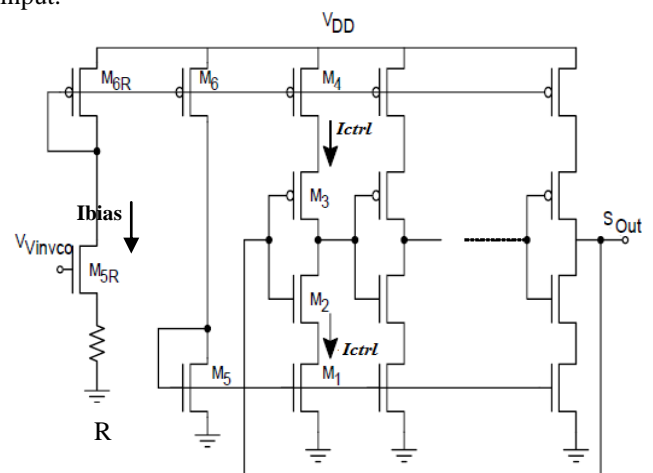 input.
VDD
M6R
M6
M4
Ictrl
M3
Ibias
VVinvco
M5R
SOut
M2
Ictrl
M5
M1
R